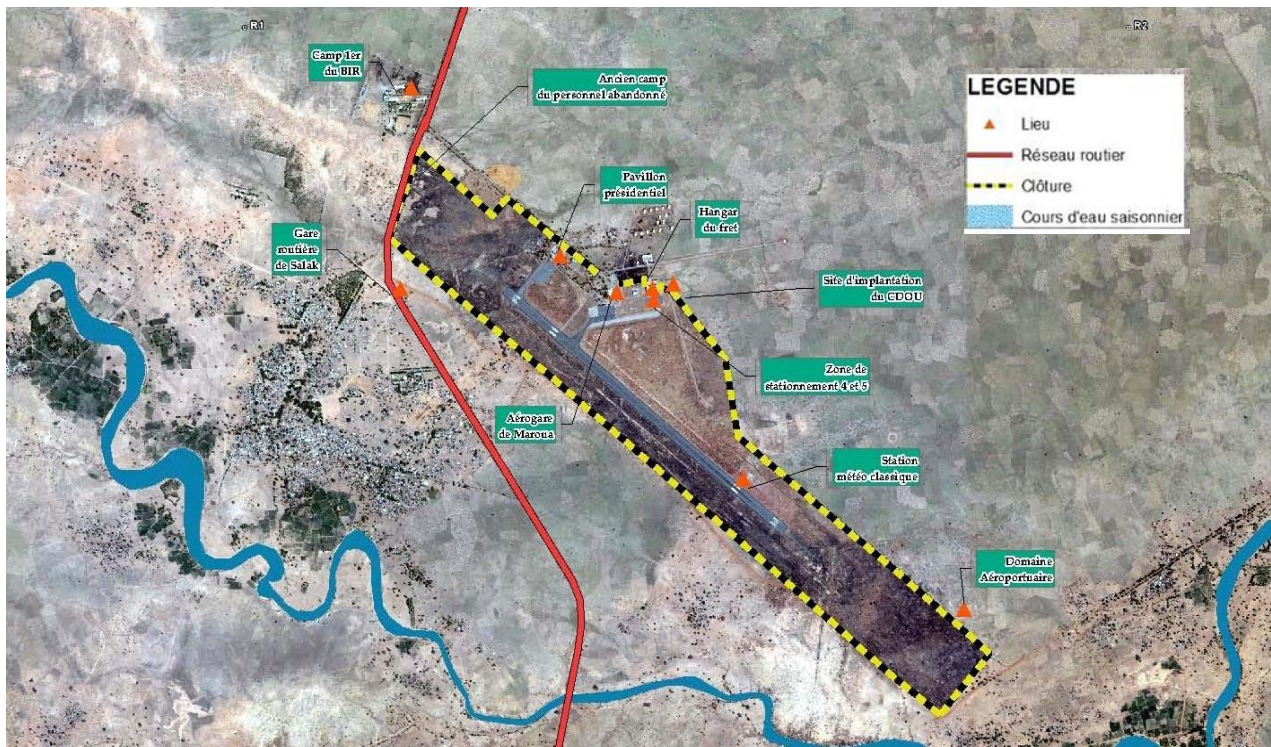 R1
R2
Camp 1er
du BIR
Ancien camp
du personnel abandonné
LEGENDE
Lieu
Réseau routier
Clôture
Cours d'eau saisonnier
Pavillon
présidentiel
Hangar
du fret
Gare
routière
de Salak
Site d'implantation
du CDOU
Zone de
stationnement 4 et 5
Aérogare
de Maroua
Station
météo classique
Domaine
Aéroportuaire